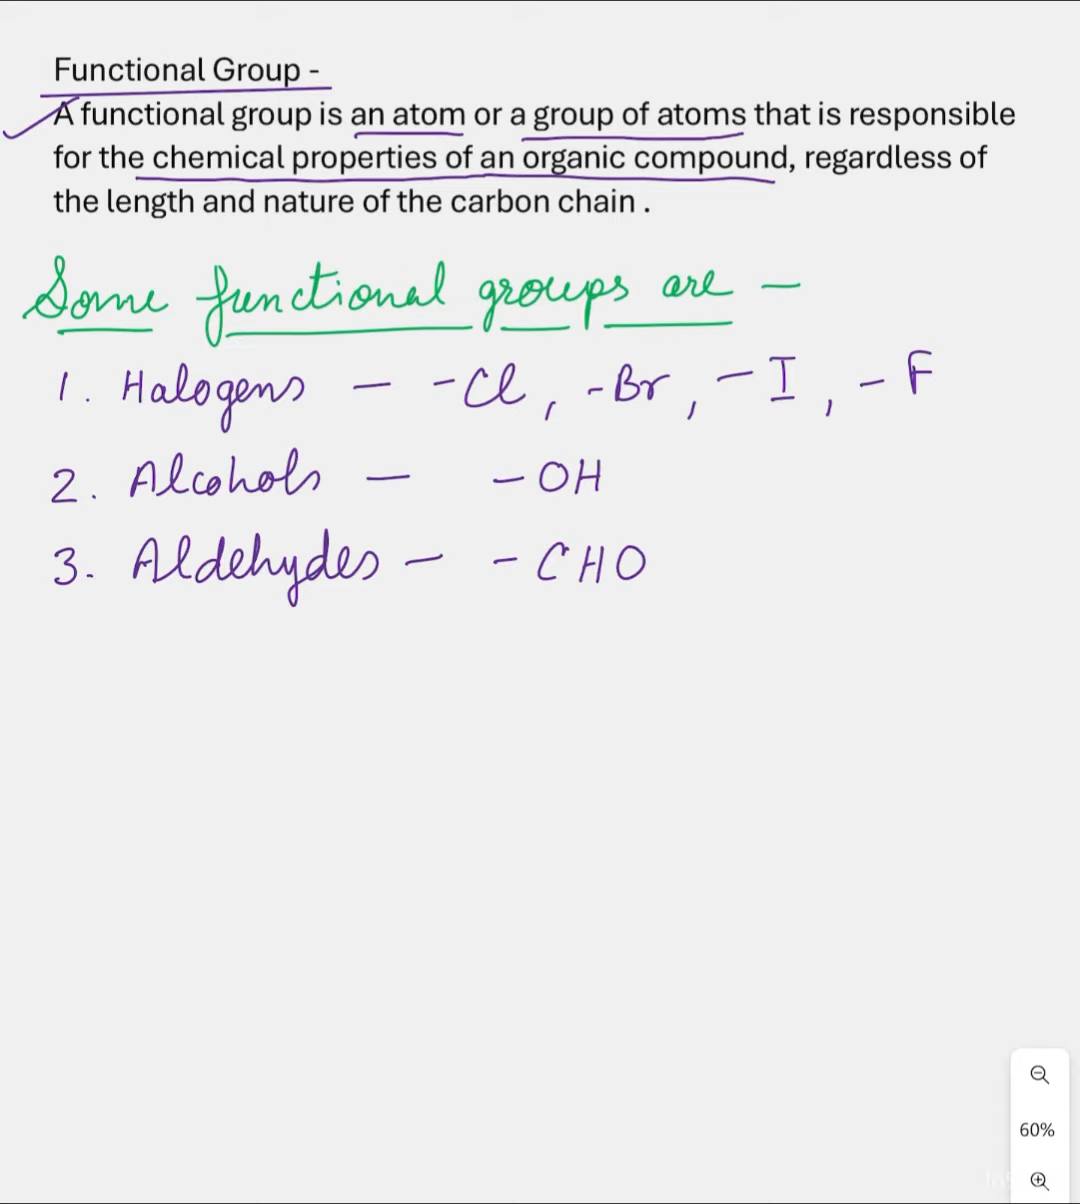 Functional Group -
A functional group is an atom or a group of atoms that is responsible
for the chemical properties of an organic compound, regardless of
the length and nature of the carbon chain .
Some functional groups are –
1. Halogens – -Cl, -Br, -I, -F
2. Alcohols – -OH
3. Aldehydes – -CHO
60%